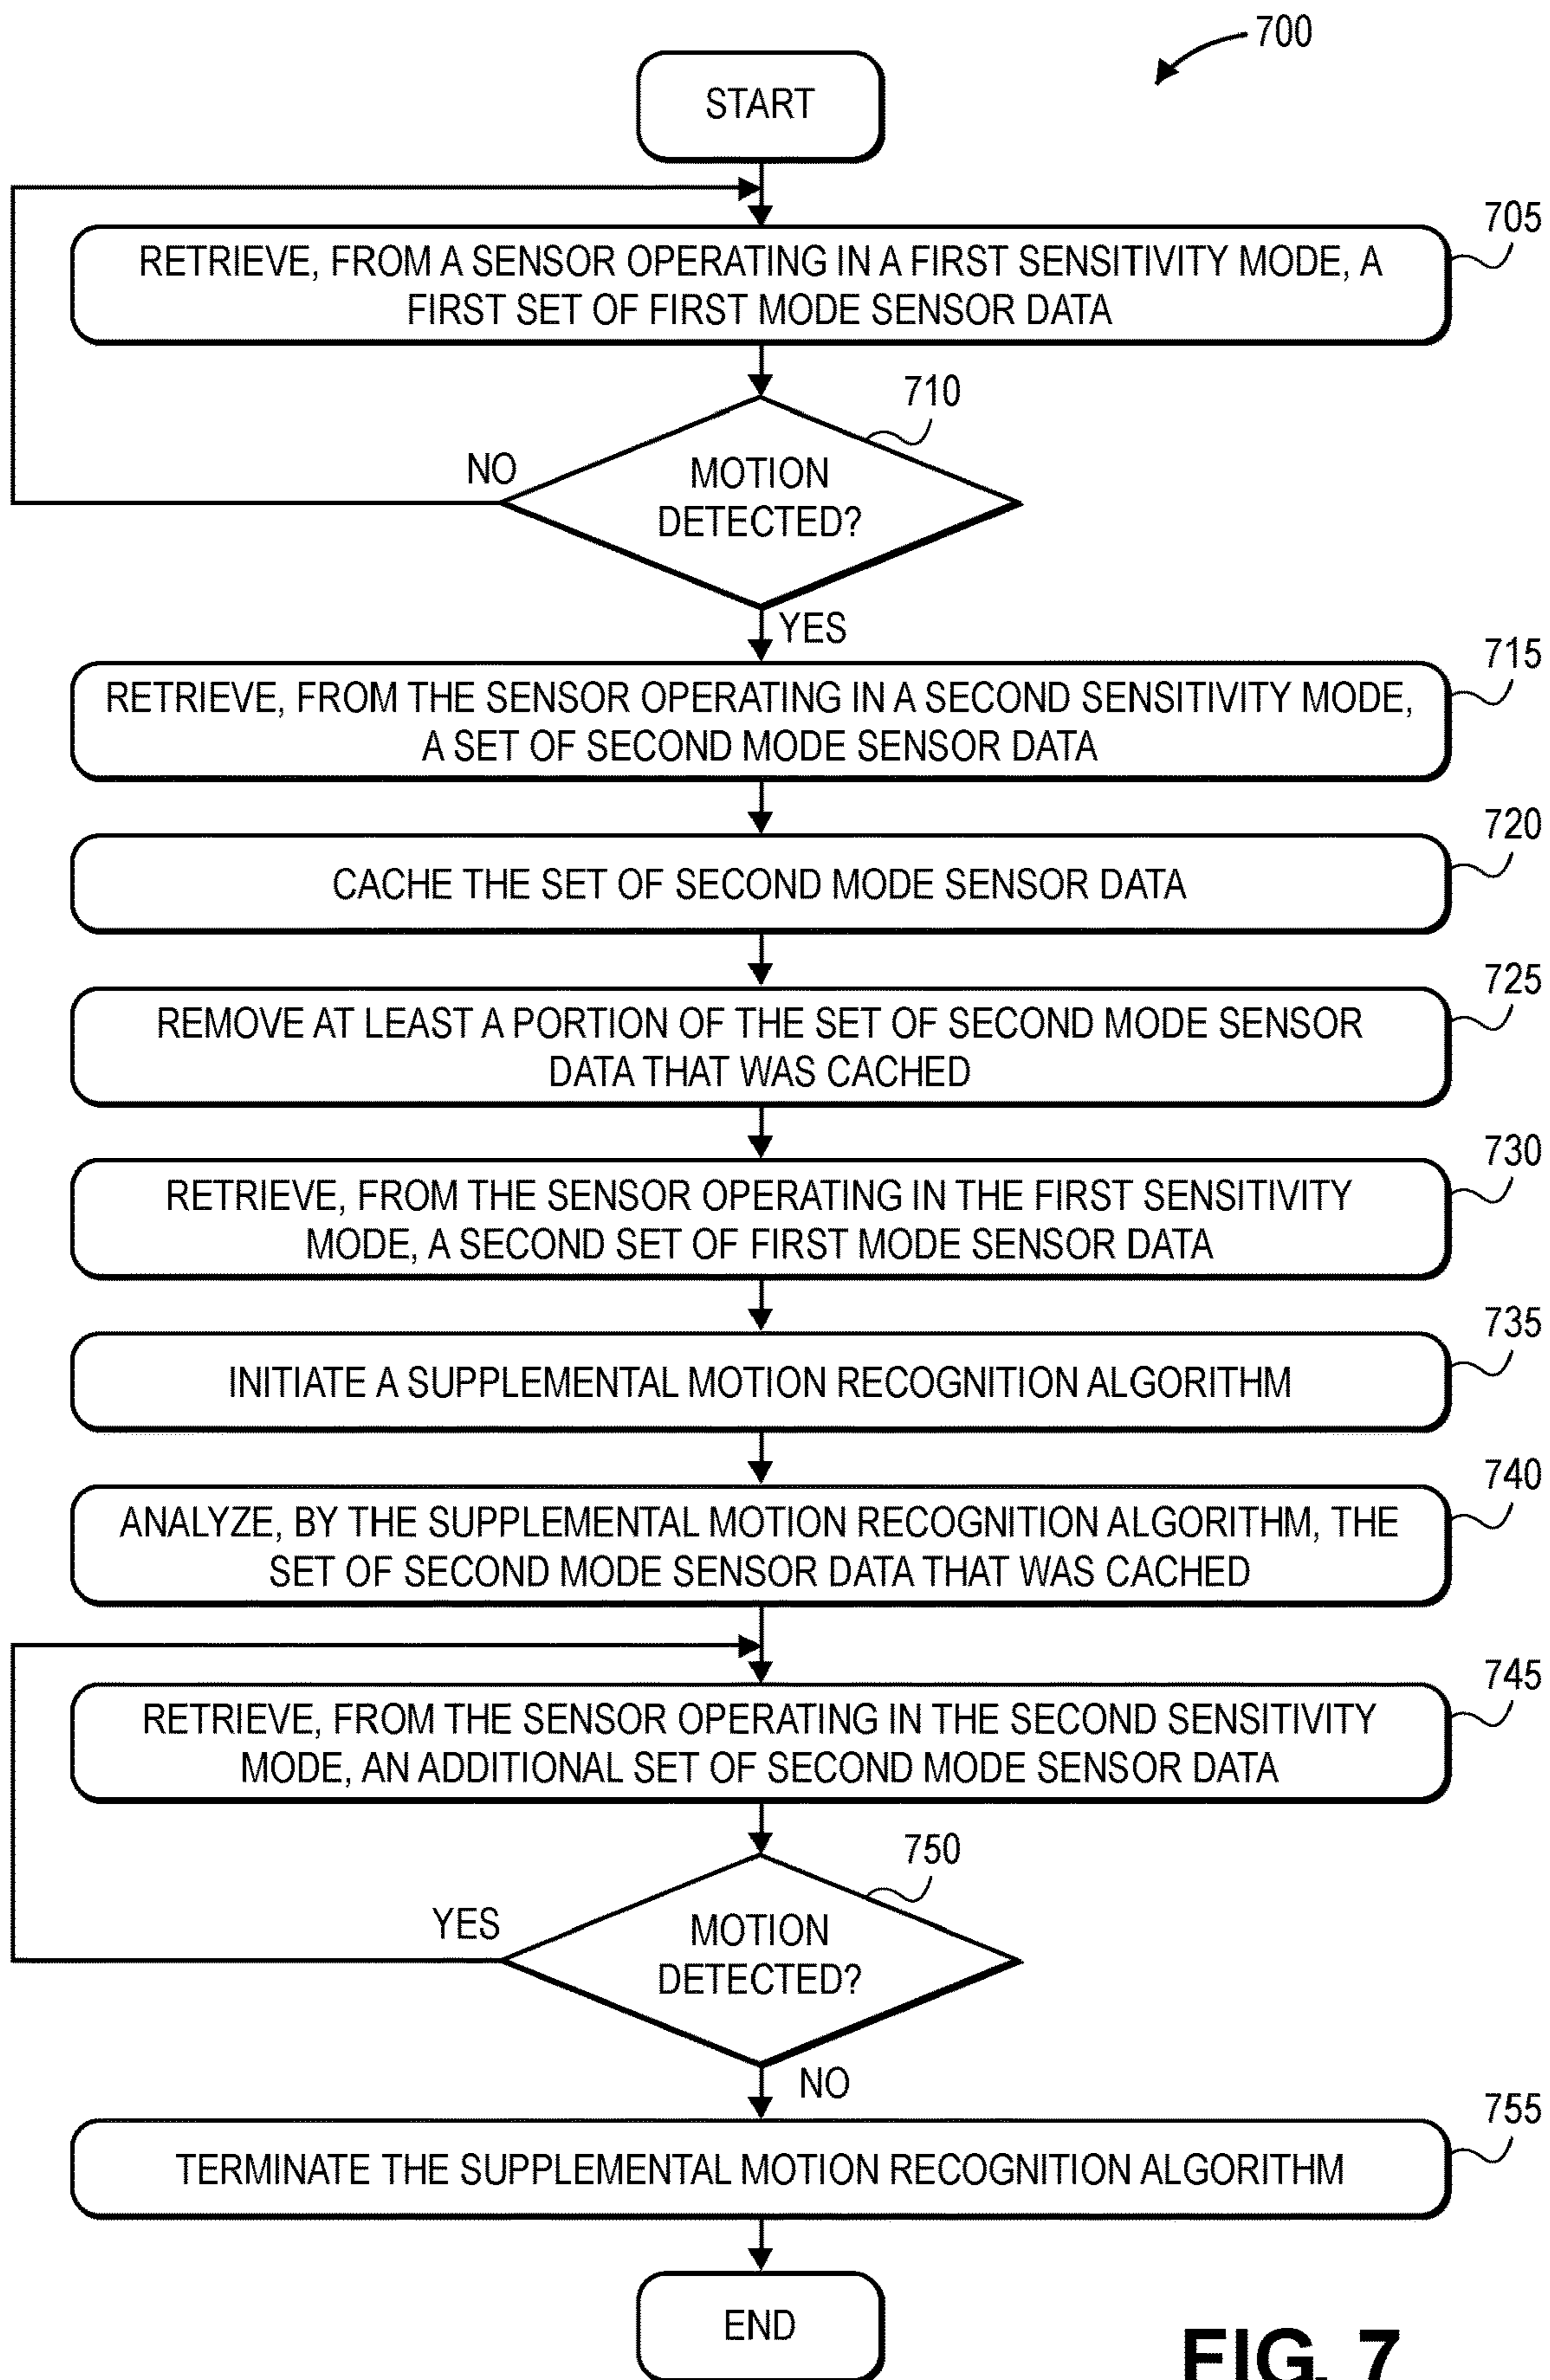 700
START
705
RETRIEVE, FROM A SENSOR OPERATING IN A FIRST SENSITIVITY MODE, A
FIRST SET OF FIRST MODE SENSOR DATA
710
NO
MOTION
DETECTED?
YES
715
RETRIEVE, FROM THE SENSOR OPERATING IN A SECOND SENSITIVITY MODE,
A SET OF SECOND MODE SENSOR DATA
720
CACHE THE SET OF SECOND MODE SENSOR DATA
725
REMOVE AT LEAST A PORTION OF THE SET OF SECOND MODE SENSOR
DATA THAT WAS CACHED
730
RETRIEVE, FROM THE SENSOR OPERATING IN THE FIRST SENSITIVITY
MODE, A SECOND SET OF FIRST MODE SENSOR DATA
735
INITIATE A SUPPLEMENTAL MOTION RECOGNITION ALGORITHM
740
ANALYZE, BY THE SUPPLEMENTAL MOTION RECOGNITION ALGORITHM, THE
SET OF SECOND MODE SENSOR DATA THAT WAS CACHED
745
RETRIEVE, FROM THE SENSOR OPERATING IN THE SECOND SENSITIVITY
MODE, AN ADDITIONAL SET OF SECOND MODE SENSOR DATA
750
YES
MOTION
DETECTED?
NO
755
TERMINATE THE SUPPLEMENTAL MOTION RECOGNITION ALGORITHM
END
FIG. 7